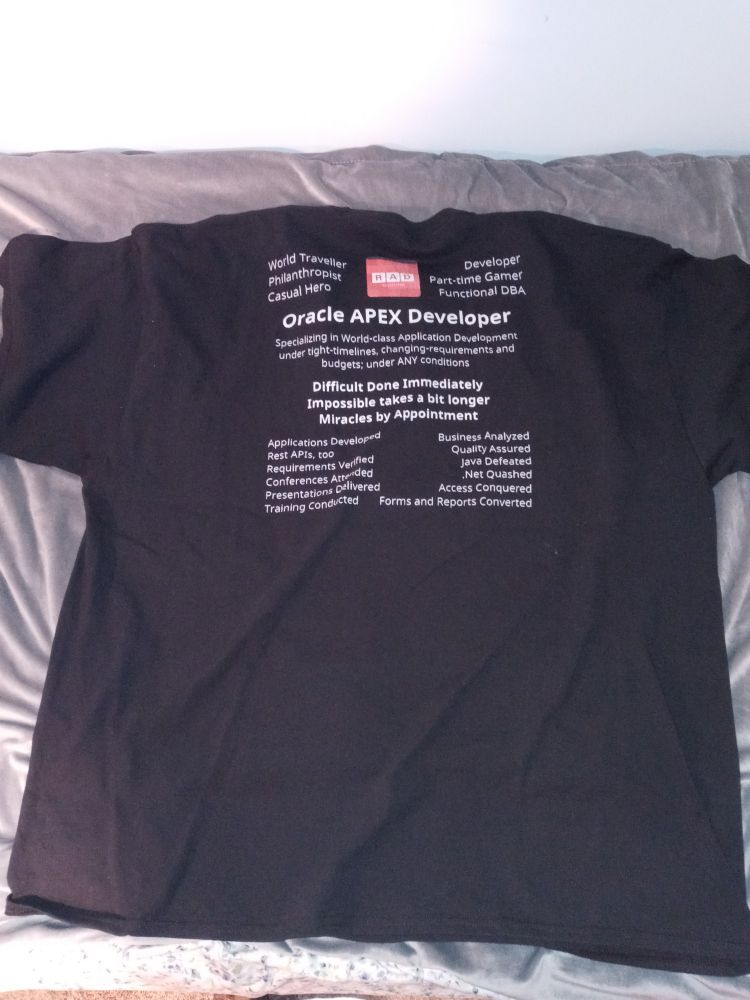 World Traveller
Philanthropist
Casual Hero
RAD
Developer
Part-time Gamer
Functional DBA
Oracle APEX Developer
Specializing in World-class Application Development
under tight-timelines, changing-requirements and
budgets; under ANY conditions
Difficult Done Immediately
Impossible takes a bit longer
Miracles by Appointment
Applications Developed
Rest APIs, too
Requirements Verified
Conferences Attended
Presentations Delivered
Training Conducted
Business Analyzed
Quality Assured
Java Defeated
.Net Quashed
Access Conquered
Forms and Reports Converted